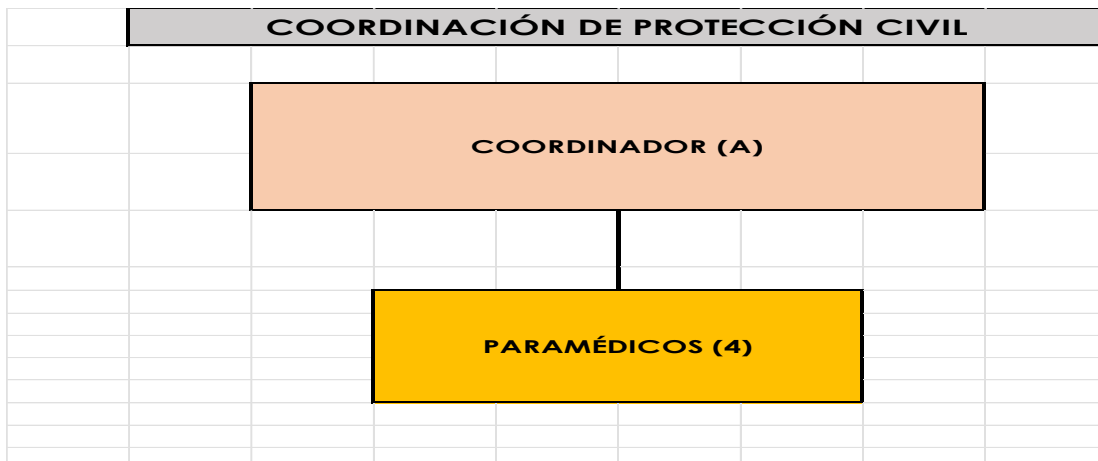 COORDINACIÓN DE PROTECCIÓN CIVIL
COORDINADOR (A)
PARAMÉDICOS (4)